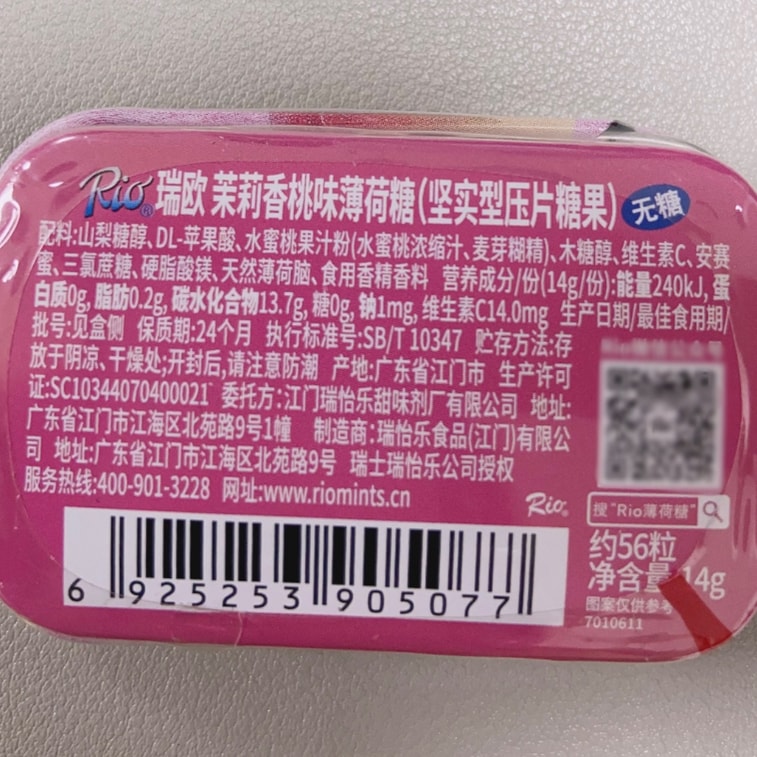 Rio® 瑞欧 茉莉香桃味薄荷糖(坚实型压片糖果) 无糖
配料:山梨糖醇、DL-苹果酸、水蜜桃果汁粉(水蜜桃浓缩汁、麦芽糊精)、木糖醇、维生素C、安赛
蜜、三氯蔗糖、硬脂酸镁、天然薄荷脑、食用香精香料 营养成分/份(14g/份):能量240kJ, 蛋
白质0g, 脂肪0.2g, 碳水化合物13.7g, 糖0g, 钠1mg, 维生素C14.0mg 生产日期/最佳食用期/
批号:见盒侧 保质期:24个月 执行标准号:SB/T 10347 贮存方法:存
放于阴凉、干燥处;开封后,请注意防潮 产地:广东省江门市 生产许可
证:SC10344070400021 委托方:江门瑞怡乐甜味剂厂有限公司 地址:
广东省江门市江海区北苑路9号1幢 制造商:瑞怡乐食品(江门)有限公
司 地址:广东省江门市江海区北苑路9号 瑞士瑞怡乐公司授权
服务热线:400-901-3228 网址:www.riomints.cn
Rio®
搜"Rio薄荷糖"
约56粒
净含量 14g
图案仅供参考
7010611
6 925253 905077